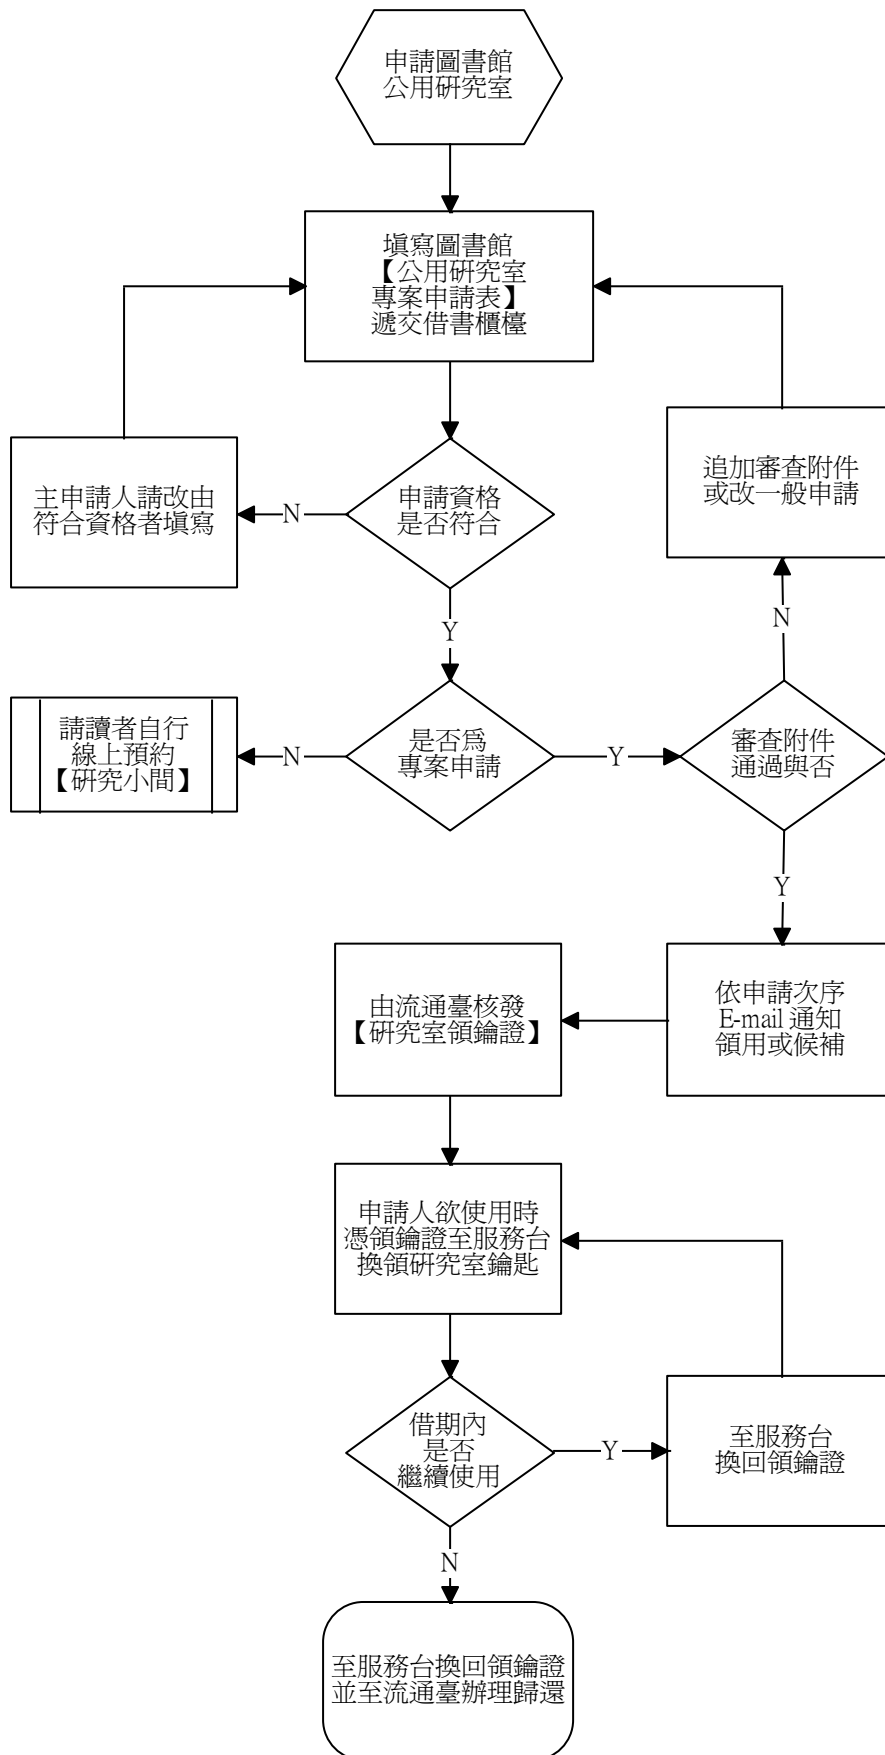 申請圖書館
公用研究室
填寫圖書館
【公用研究室
專案申請表】
遞交借書櫃檯
主申請人請改由
符合資格者填寫
N
申請資格
是否符合
追加審查附件
或改一般申請
Y
N
請讀者自行
線上預約
【研究小間】
N
是否為
專案申請
Y
審查附件
通過與否
Y
由流通臺核發
【研究室領鑰證】
依申請次序
E-mail 通知
領用或候補
申請人欲使用時
憑領鑰證至服務台
換領研究室鑰匙
借期內
是否
繼續使用
Y
至服務台
換回領鑰證
N
至服務台換回領鑰證
並至流通臺辦理歸還